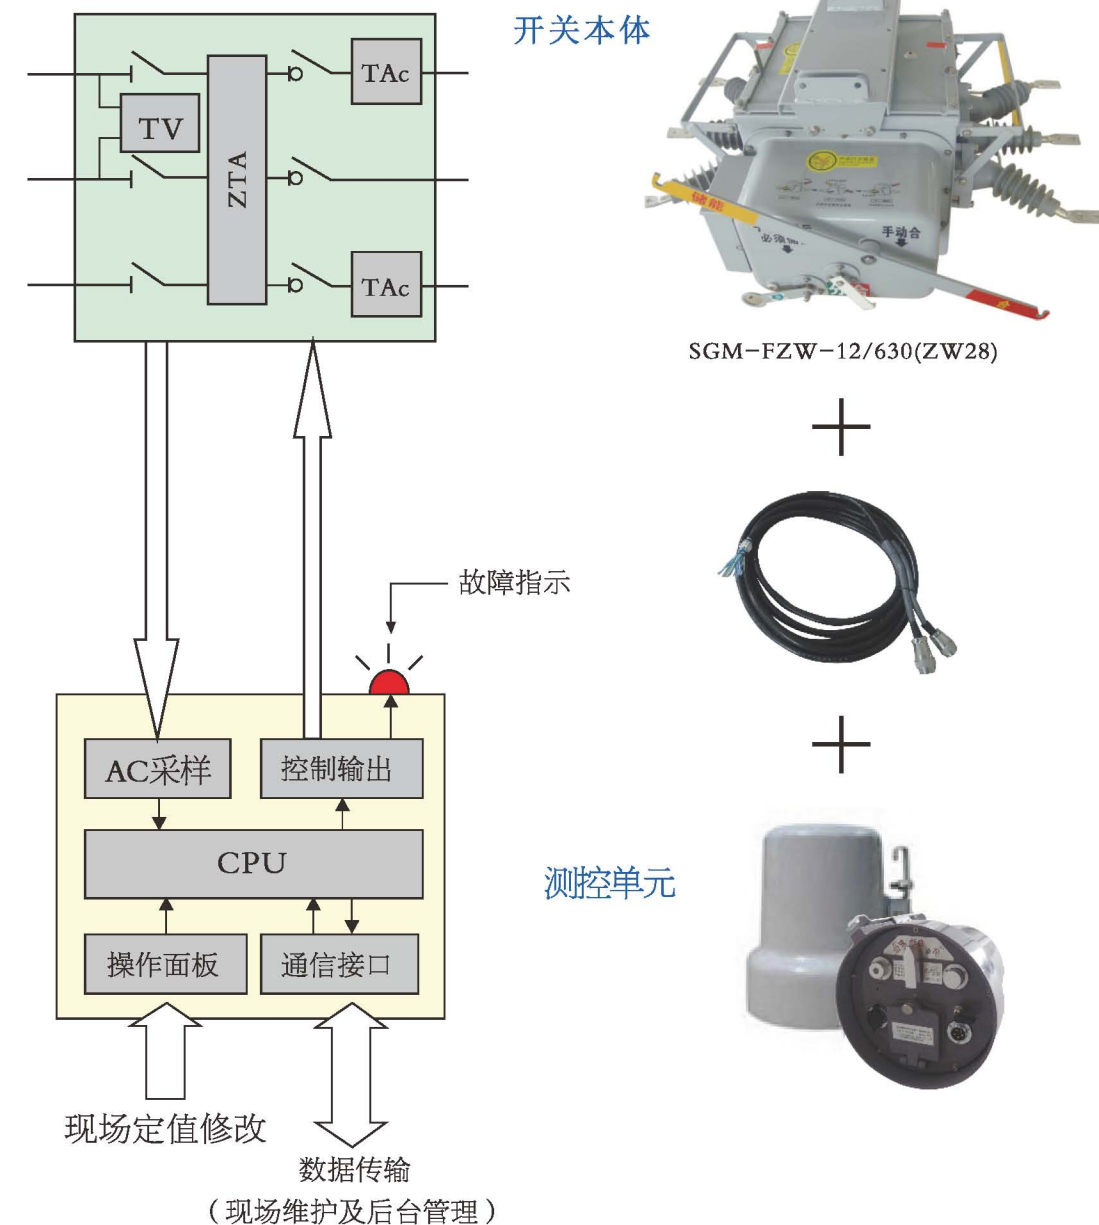 开关本体
TAc
TV
ZTA
TAc
储能
手动合
SGM-FZW-12/630(ZW28)
故障指示
AC采样
控制输出
CPU
测控单元
操作面板
通信接口
现场定值修改
数据传输
(现场维护及后台管理)